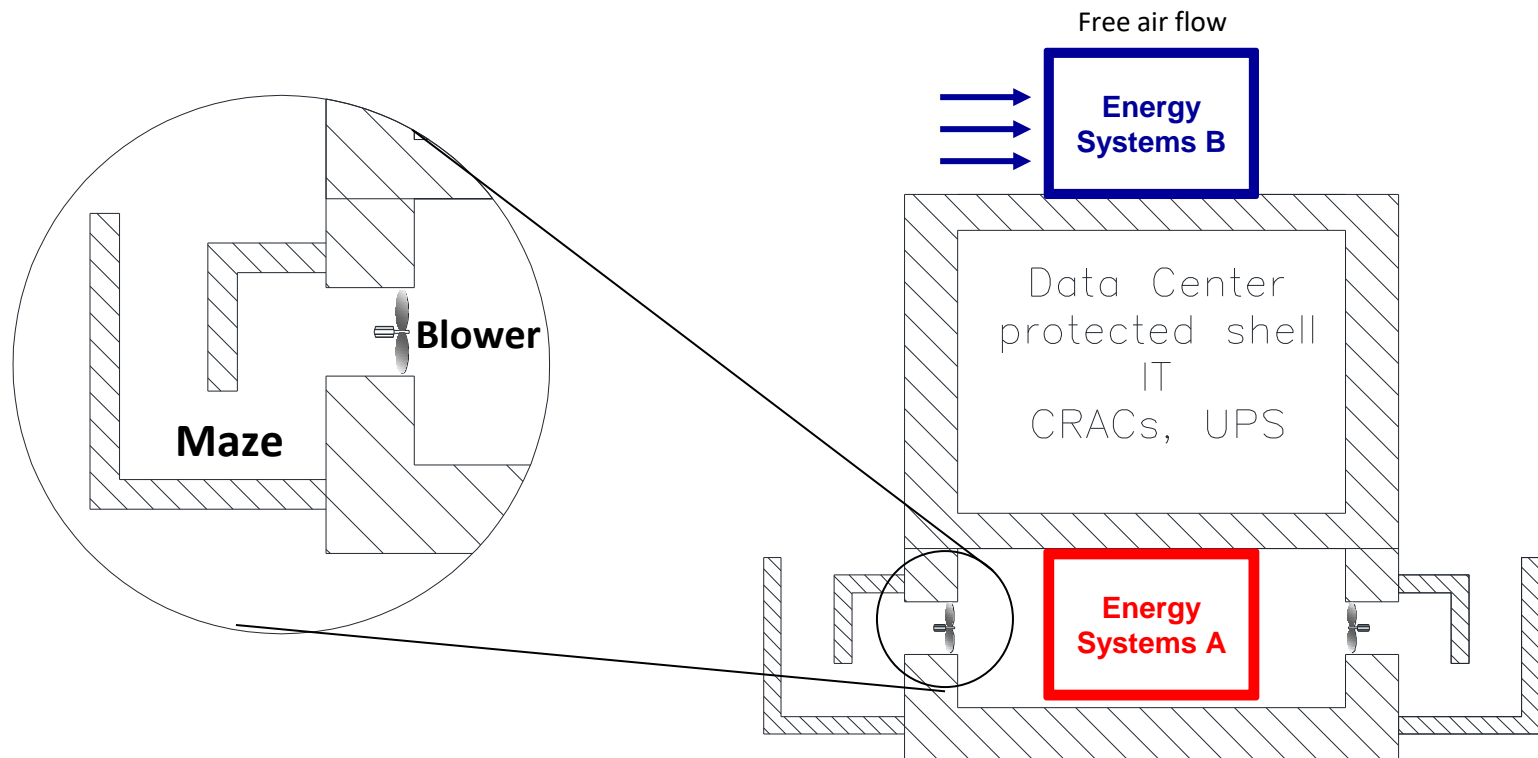 Free air flow
Energy
Systems B
Data Center
protected shell
IT
CRACs, UPS
Blower
Maze
Energy
Systems A